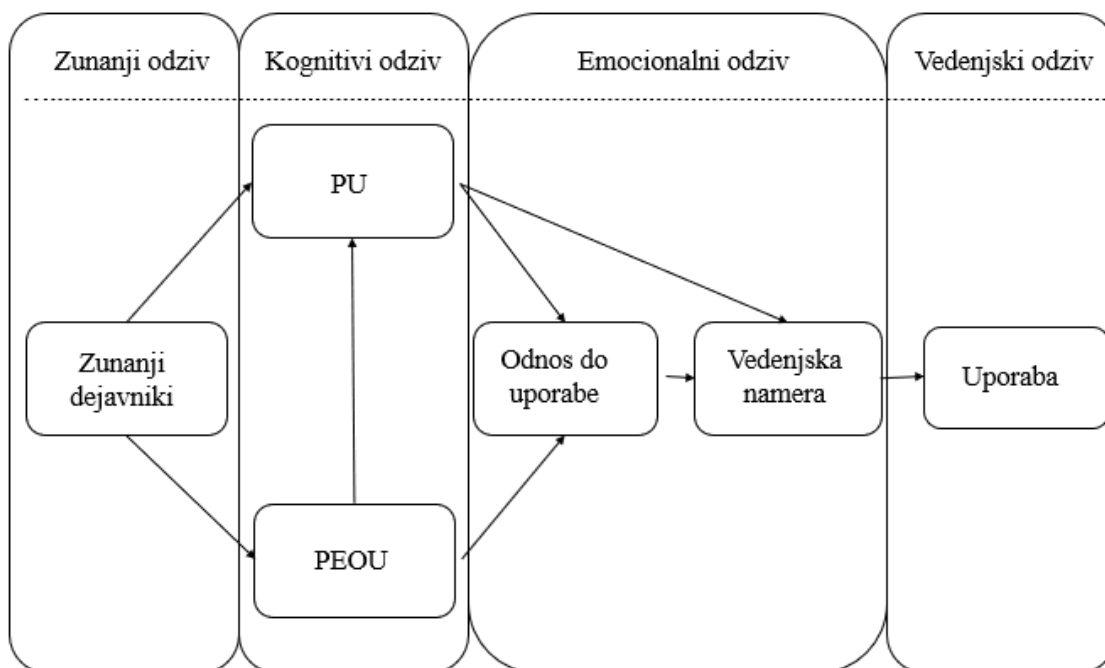 Zunanji odziv
Kognitivi odziv
Emocionalni odziv
Vedenjski odziv
PU
Zunanji
dejavniki
Odnos do
uporabe
Vedenjska
namera
Uporaba
PEOU